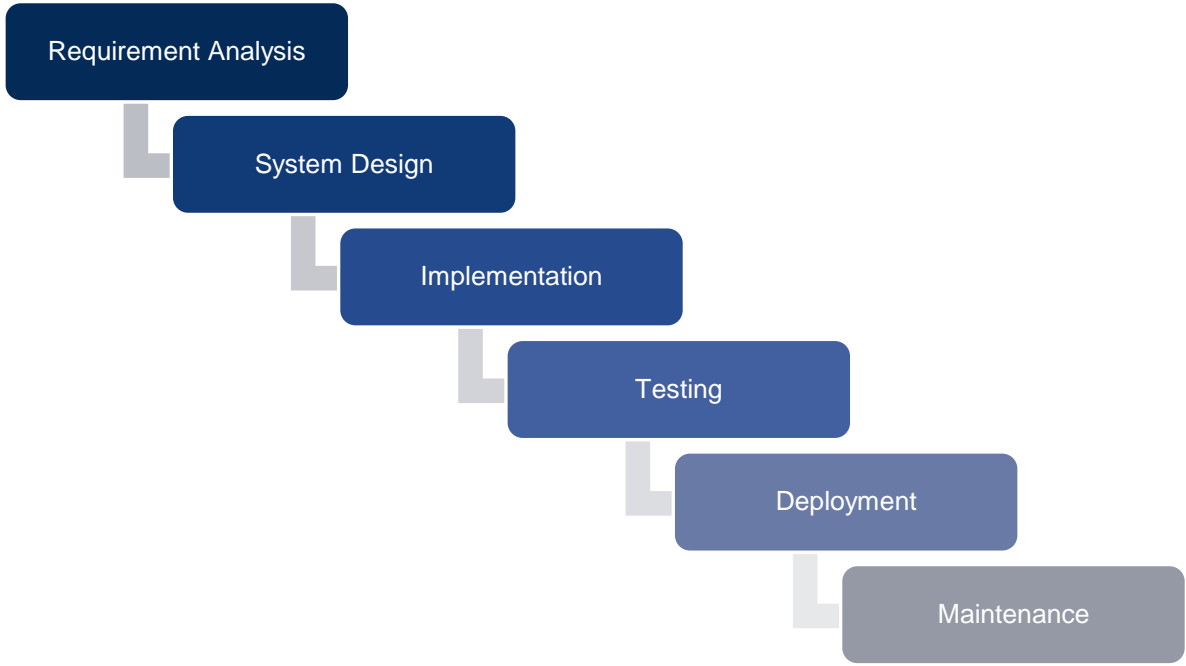 Requirement Analysis
System Design
Implementation
Testing
Deployment
Maintenance